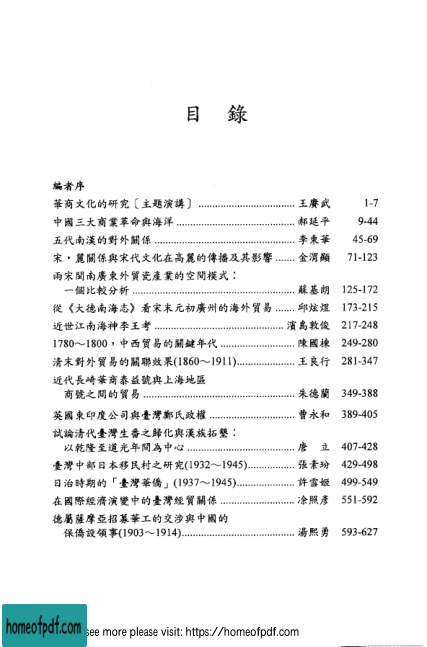 目錄
編者序
華商文化的研究〔主題演講〕 ................................ 王賡武 1-7
中國三大商業革命與海洋 ........................................ 郝延平 9-44
五代南漢的對外關係 ............................................... 李東華 45-69
宋・麗關係與宋代文化在高麗的傳播及其影響 ....... 金渭顯 71-123
兩宋閩南廣東外貿瓷產業的空間模式：
一個比較分析 ...................................................... 蘇基朗 125-172
從《大德南海志》看宋末元初廣州的海外貿易 ....... 邱炫煜 173-215
近世江南海神李王考 ........................................... 濱島敦俊 217-248
1780～1800，中西貿易的關鍵年代 ......................... 陳國棟 249-280
清末對外貿易的關聯效果(1860～1911)................... 王良行 281-347
近代長崎華商泰益號與上海地區
商號之間的貿易 .................................................. 朱德蘭 349-388
英國東印度公司與臺灣鄭氏政權 ............................ 曹永和 389-405
試論清代臺灣生番之歸化與漢族拓墾：
以乾隆至道光年間為中心 ..................................... 唐 立 407-428
臺灣中部日本移民村之研究(1932～1945)................ 張素玢 429-498
日治時期的「臺灣華僑」(1937～1945)................... 許雪姬 499-549
在國際經濟演變中的臺灣經貿關係 ......................... 凃照彥 551-592
德屬薩摩亞招募華工的交涉與中國的
保僑設領事(1903～1914)..................................... 湯熙勇 593-627
homeofpdf.com
see more please visit: https://homeofpdf.com